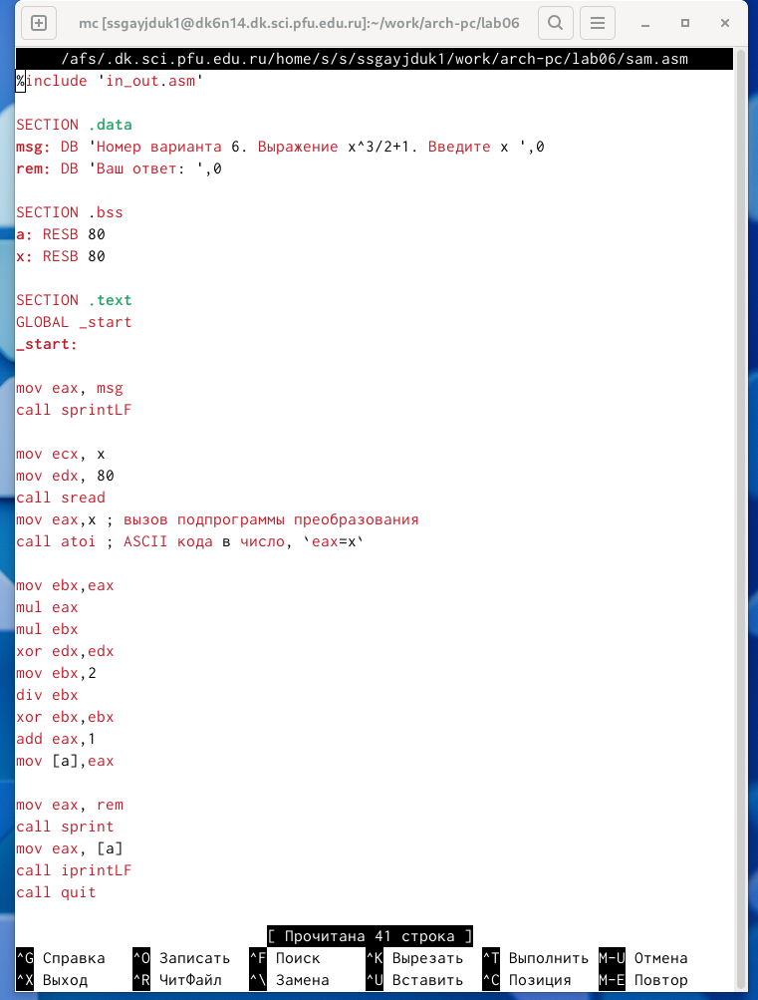 mc [ssgayjduk1@dk6n14.dk.sci.pfu.edu.ru]:~/work/arch-pc/lab06
/afs/.dk.sci.pfu.edu.ru/home/s/s/ssgayjduk1/work/arch-pc/lab06/sam.asm
%include 'in_out.asm'
SECTION .data
msg: DB 'Номер варианта 6. Выражение x^3/2+1. Введите x ',0
rem: DB 'Ваш ответ: ',0
SECTION .bss
a: RESB 80
x: RESB 80
SECTION .text
GLOBAL _start
_start:
mov eax, msg
call sprintLF
mov ecx, x
mov edx, 80
call sread
mov eax,x ; вызов подпрограммы преобразования
call atoi ; ASCII кода в число, `eax=x`
mov ebx,eax
mul eax
mul ebx
xor edx,edx
mov ebx,2
div ebx
xor ebx,ebx
add eax,1
mov [a],eax
mov eax, rem
call sprint
mov eax, [a]
call iprintLF
call quit
[ Прочитана 41 строка ]
^G Справка ^O Записать ^F Поиск ^K Вырезать ^T Выполнить M-U Отмена
^X Выход ^R ЧитФайл ^\ Замена ^U Вставить ^C Позиция M-E Повтор